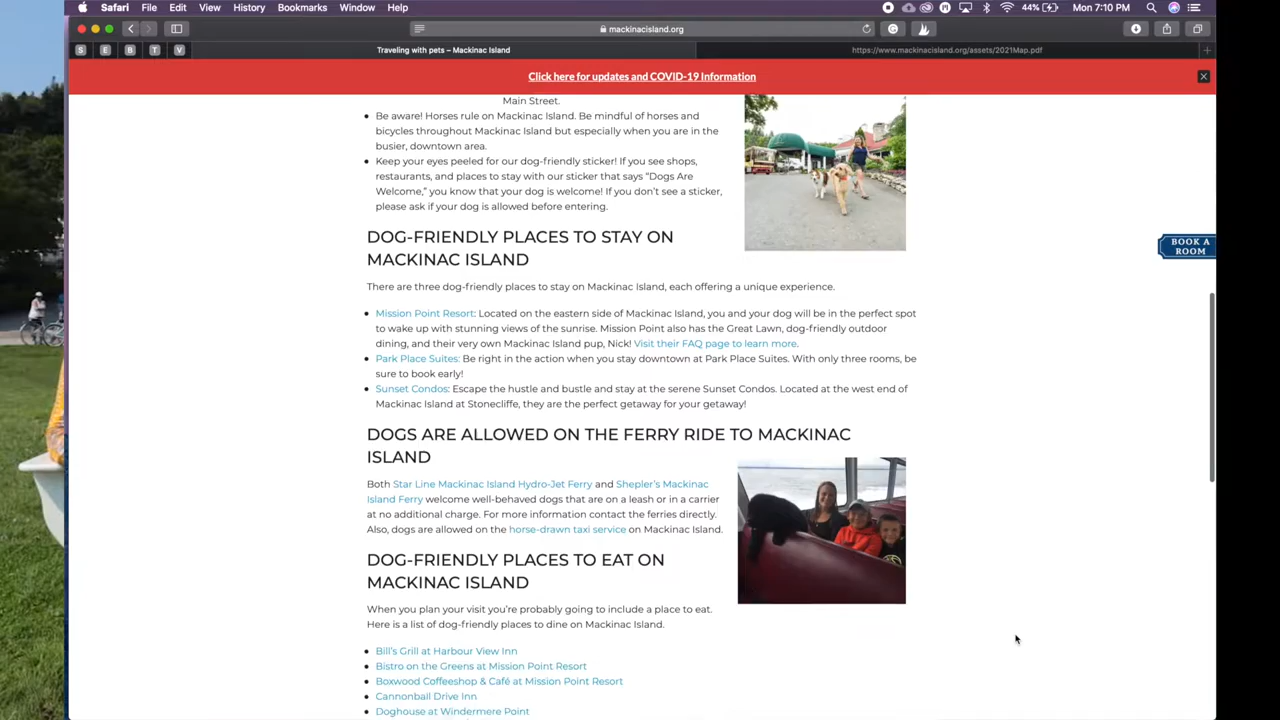 Safari File Edit View History Bookmarks Window Help 44% Mon 7:10 PM
mackinacisland.org
S E B T V Traveling with pets – Mackinac Island https://www.mackinacisland.org/assets/2021Map.pdf
Click here for updates and COVID-19 Information
Main Street.
• Be aware! Horses rule on Mackinac Island. Be mindful of horses and
bicycles throughout Mackinac Island but especially when you are in the
busier, downtown area.
• Keep your eyes peeled for our dog-friendly sticker! If you see shops,
restaurants, and places to stay with our sticker that says “Dogs Are
Welcome,” you know that your dog is welcome! If you don’t see a sticker,
please ask if your dog is allowed before entering.
BOOK A
ROOM
DOG-FRIENDLY PLACES TO STAY ON
MACKINAC ISLAND
There are three dog-friendly places to stay on Mackinac Island, each offering a unique experience.
• Mission Point Resort: Located on the eastern side of Mackinac Island, you and your dog will be in the perfect spot
to wake up with stunning views of the sunrise. Mission Point also has the Great Lawn, dog-friendly outdoor
dining, and their very own Mackinac Island pup, Nick! Visit their FAQ page to learn more.
• Park Place Suites: Be right in the action when you stay downtown at Park Place Suites. With only three rooms, be
sure to book early!
• Sunset Condos: Escape the hustle and bustle and stay at the serene Sunset Condos. Located at the west end of
Mackinac Island at Stonecliffe, they are the perfect getaway for your getaway!
DOGS ARE ALLOWED ON THE FERRY RIDE TO MACKINAC
ISLAND
Both Star Line Mackinac Island Hydro-Jet Ferry and Shepler’s Mackinac
Island Ferry welcome well-behaved dogs that are on a leash or in a carrier
at no additional charge. For more information contact the ferries directly.
Also, dogs are allowed on the horse-drawn taxi service on Mackinac Island.
DOG-FRIENDLY PLACES TO EAT ON
MACKINAC ISLAND
When you plan your visit you’re probably going to include a place to eat.
Here is a list of dog-friendly places to dine on Mackinac Island.
• Bill’s Grill at Harbour View Inn
• Bistro on the Greens at Mission Point Resort
• Boxwood Coffeeshop & Café at Mission Point Resort
• Cannonball Drive Inn
• Doghouse at Windermere Point